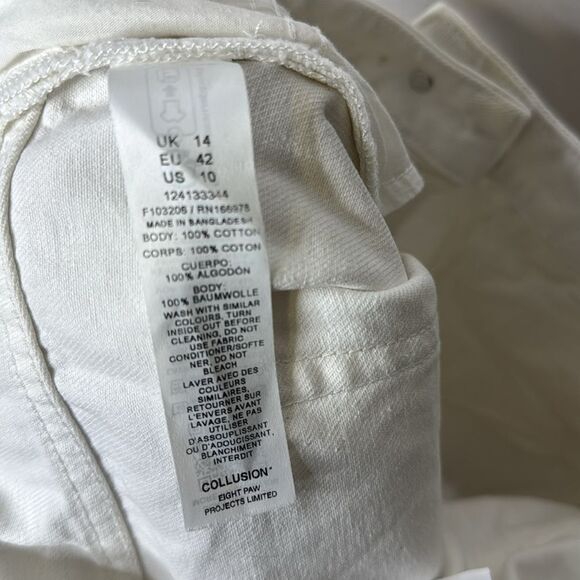 UK 14
EU 42
US 10
124133344
F103206 / RN166978
MADE IN BANGLADESH
BODY: 100% COTTON
CORPS: 100% COTON
CUERPO:
100% ALGODÓN
BODY:
100% BAUMWOLLE
WASH WITH SIMILAR
COLOURS, TURN
INSIDE OUT BEFORE
CLEANING, DO NOT
USE FABRIC
CONDITIONER/SOFTE
NER, DO NOT
BLEACH
LAVER AVEC DES
COULEURS
SIMILAIRES,
RETOURNER SUR
L'ENVERS AVANT
LAVAGE, NE PAS
UTILISER
D'ASSOUPLISSANT
OU D'ADOUCISSANT,
BLANCHIMENT
INTERDIT
COLLUSION
EIGHT PAW
PROJECTS LIMITED